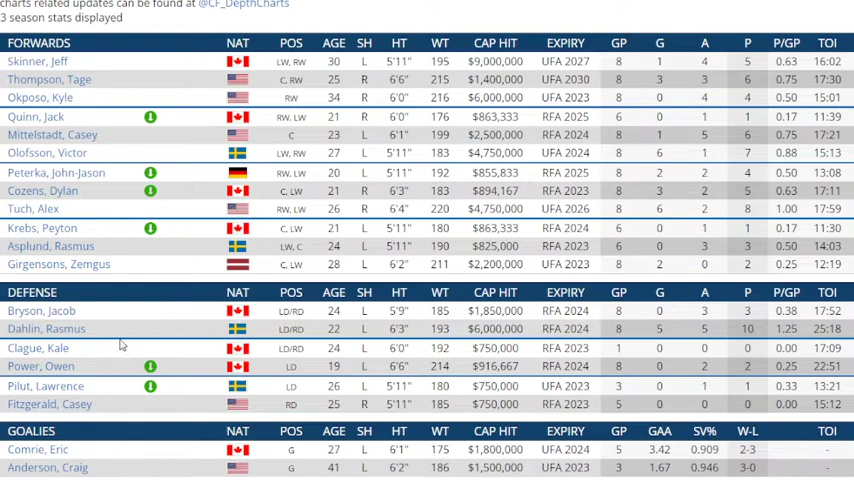 charts related updates can be found at @CF_DepthCharts
3 season stats displayed
FORWARDS NAT POS AGE SH HT WT CAP HIT EXPIRY GP G A P P/GP TOI
Skinner, Jeff LW, RW 30 L 5'11" 195 $9,000,000 UFA 2027 8 1 4 5 0.63 16:02
Thompson, Tage C, RW 25 R 6'6" 215 $1,400,000 UFA 2030 8 3 3 6 0.75 17:30
Okposo, Kyle RW 34 R 6'0" 216 $6,000,000 UFA 2023 8 0 4 4 0.50 15:01
Quinn, Jack RW, LW 21 R 6'0" 176 $863,333 RFA 2025 6 0 1 1 0.17 11:39
Mittelstadt, Casey C 23 L 6'1" 199 $2,500,000 RFA 2024 8 1 5 6 0.75 17:21
Olofsson, Victor LW, RW 27 L 5'11" 183 $4,750,000 UFA 2024 8 6 1 7 0.88 15:13
Peterka, John-Jason RW, LW 20 L 5'11" 192 $855,833 RFA 2025 8 2 2 4 0.50 13:08
Cozens, Dylan C, LW 21 R 6'3" 183 $894,167 RFA 2023 8 3 2 5 0.63 17:11
Tuch, Alex RW, LW 26 R 6'4" 220 $4,750,000 UFA 2026 8 6 2 8 1.00 17:59
Krebs, Peyton C, LW 21 L 5'11" 180 $863,333 RFA 2023 8 0 1 1 0.17 11:30
Asplund, Rasmus LW, C 24 L 5'11" 190 $825,000 RFA 2023 6 0 3 3 0.50 14:03
Girgensons, Zemgus C, LW 28 L 6'2" 211 $2,200,000 UFA 2023 8 2 0 2 0.25 12:19
DEFENSE NAT POS AGE SH HT WT CAP HIT EXPIRY GP G A P P/GP TOI
Bryson, Jacob LD/RD 24 L 5'9" 185 $1,850,000 RFA 2024 8 0 3 3 0.38 17:52
Dahlin, Rasmus LD/RD 22 L 6'3" 193 $6,000,000 RFA 2024 8 5 5 10 1.25 25:18
Clague, Kale LD/RD 24 L 6'0" 192 $750,000 RFA 2023 1 0 0 0 0.00 17:09
Power, Owen LD 19 L 6'6" 214 $916,667 RFA 2024 8 0 2 2 0.25 22:51
Pilut, Lawrence LD 26 L 5'11" 180 $750,000 RFA 2023 3 0 1 1 0.33 13:21
Fitzgerald, Casey RD 25 R 5'11" 185 $750,000 RFA 2023 5 0 0 0 0.00 15:12
GOALIES NAT POS AGE SH HT WT CAP HIT EXPIRY GP GAA SV% W-L TOI
Comrie, Eric G 27 L 6'1" 175 $1,800,000 UFA 2024 5 3.42 0.909 2-3 -
Anderson, Craig G 41 L 6'2" 186 $1,500,000 UFA 2023 3 1.67 0.946 3-0 -